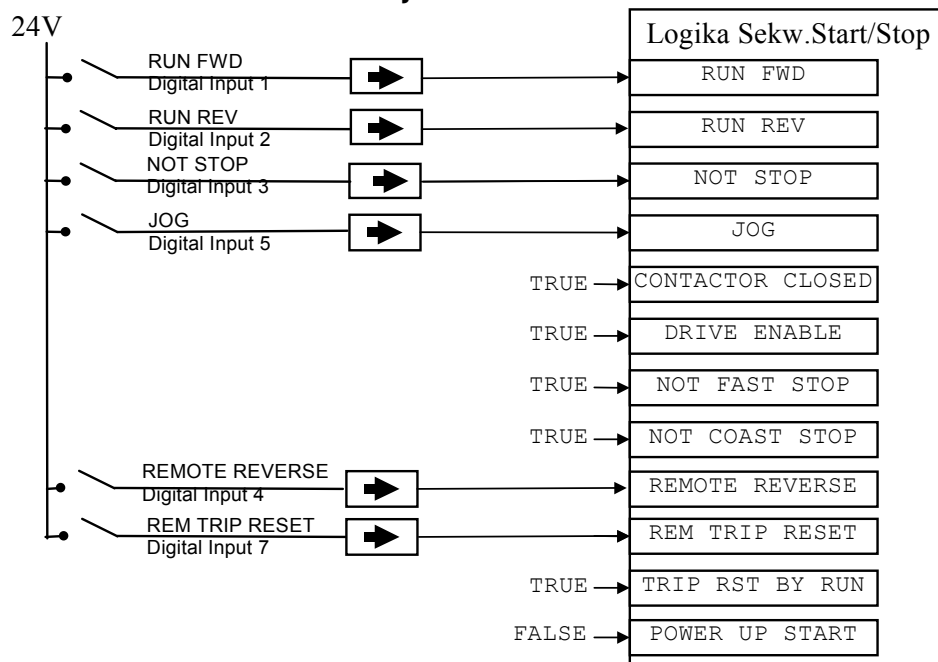 24V
Logika Sekw.Start/Stop
RUN FWD
Digital Input 1
RUN FWD
RUN REV
Digital Input 2
RUN REV
NOT STOP
Digital Input 3
NOT STOP
JOG
Digital Input 5
JOG
TRUE
CONTACTOR CLOSED
TRUE
DRIVE ENABLE
TRUE
NOT FAST STOP
TRUE
NOT COAST STOP
REMOTE REVERSE
Digital Input 4
REMOTE REVERSE
REM TRIP RESET
Digital Input 7
REM TRIP RESET
TRUE
TRIP RST BY RUN
FALSE
POWER UP START